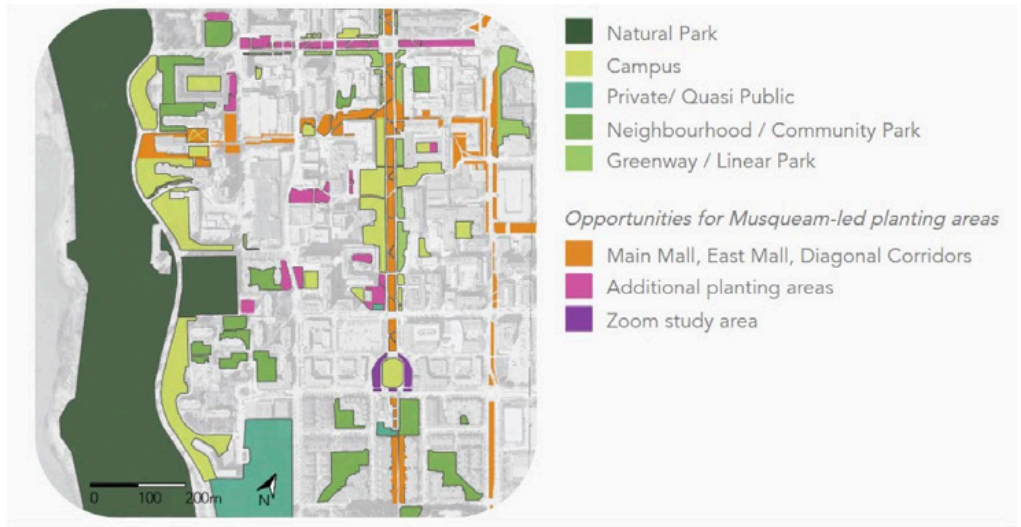 Natural Park
Campus
Private/ Quasi Public
Neighbourhood / Community Park
Greenway / Linear Park
Opportunities for Musqueam-led planting areas
Main Mall, East Mall, Diagonal Corridors
Additional planting areas
Zoom study area
0 100 200m
N